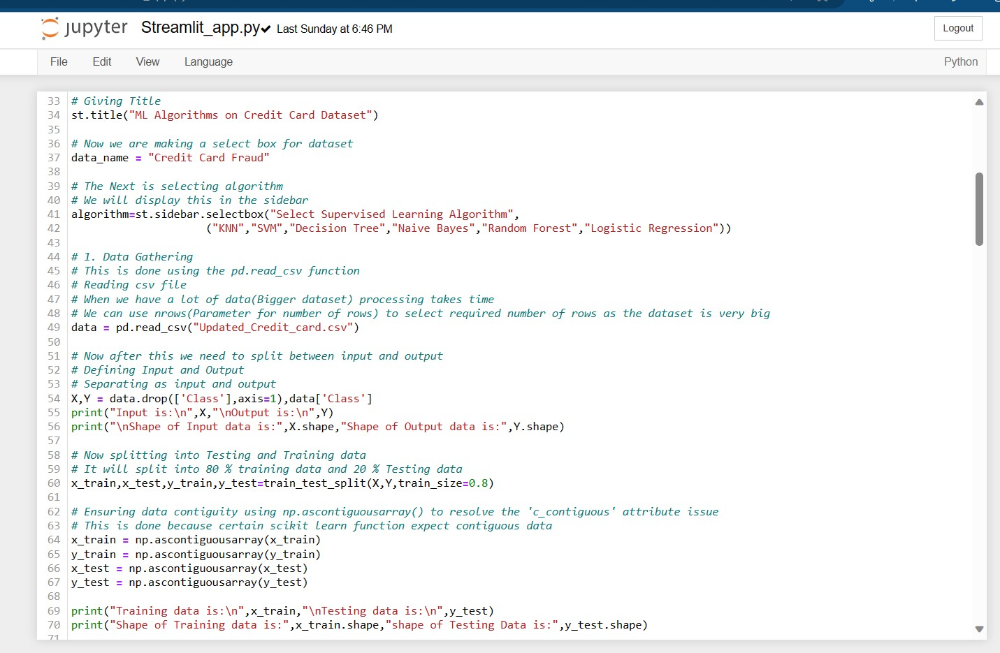 jupyter Streamlit_app.py✔ Last Sunday at 6:46 PM
Logout
File Edit View Language
Python
33 # Giving Title
34 st.title("ML Algorithms on Credit Card Dataset")
35
36 # Now we are making a select box for dataset
37 data_name = "Credit Card Fraud"
38
39 # The Next is selecting algorithm
40 # We will display this in the sidebar
41 algorithm=st.sidebar.selectbox("Select Supervised Learning Algorithm",
42                      ("KNN","SVM","Decision Tree","Naive Bayes","Random Forest","Logistic Regression"))
43
44 # 1. Data Gathering
45 # This is done using the pd.read_csv function
46 # Reading csv file
47 # When we have a lot of data(Bigger dataset) processing takes time
48 # We can use nrows(Parameter for number of rows) to select required number of rows as the dataset is very big
49 data = pd.read_csv("Updated_Credit_card.csv")
50
51 # Now after this we need to split between input and output
52 # Defining Input and Output
53 # Separating as input and output
54 X,Y = data.drop(['Class'],axis=1),data['Class']
55 print("Input is:\n",X,"\nOutput is:\n",Y)
56 print("\nShape of Input data is:",X.shape,"Shape of Output data is:",Y.shape)
57
58 # Now splitting into Testing and Training data
59 # It will split into 80 % training data and 20 % Testing data
60 x_train,x_test,y_train,y_test=train_test_split(X,Y,train_size=0.8)
61
62 # Ensuring data contiguity using np.ascontiguousarray() to resolve the 'c_contiguous' attribute issue
63 # This is done because certain scikit learn function expect contiguous data
64 x_train = np.ascontiguousarray(x_train)
65 y_train = np.ascontiguousarray(y_train)
66 x_test = np.ascontiguousarray(x_test)
67 y_test = np.ascontiguousarray(y_test)
68
69 print("Training data is:\n",x_train,"\nTesting data is:\n",y_test)
70 print("Shape of Training data is:",x_train.shape,"shape of Testing Data is:",y_test.shape)
71